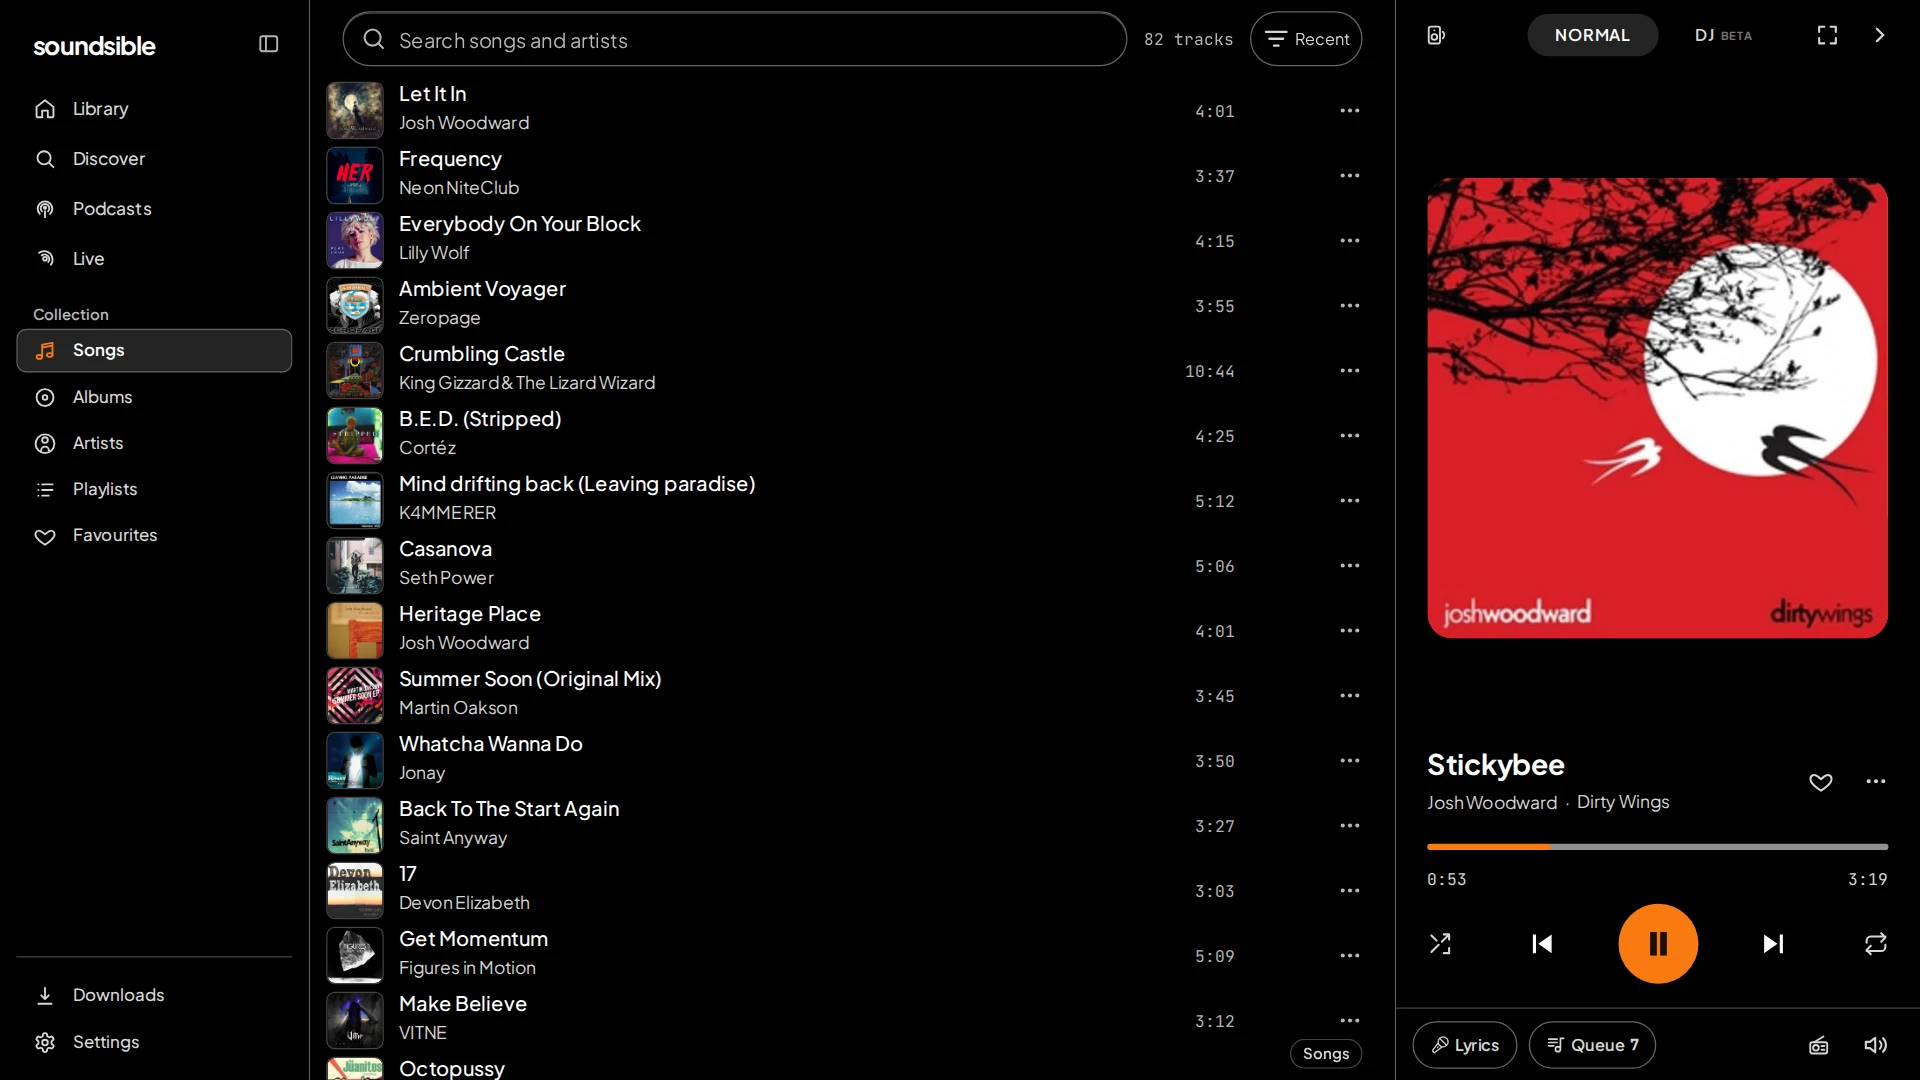 soundsible
Library
Discover
Podcasts
Live
Collection
Songs
Albums
Artists
Playlists
Favourites
Downloads
Settings
Search songs and artists
82 tracks
Recent
Let It In
Josh Woodward
4:01
Frequency
Neon NiteClub
3:37
Everybody On Your Block
Lilly Wolf
4:15
Ambient Voyager
Zeropage
3:55
Crumbling Castle
King Gizzard & The Lizard Wizard
10:44
B.E.D. (Stripped)
Cortéz
4:25
Mind drifting back (Leaving paradise)
K4MMERER
5:12
Casanova
Seth Power
5:06
Heritage Place
Josh Woodward
4:01
Summer Soon (Original Mix)
Martin Oakson
3:45
Whatcha Wanna Do
Jonay
3:50
Back To The Start Again
Saint Anyway
3:27
17
Devon Elizabeth
3:03
Get Momentum
Figures in Motion
5:09
Make Believe
VITNE
3:12
Octopussy
Songs
HER
Devon
Elizabeth
NORMAL
DJ BETA
joshwoodward
dirtywings
Stickybee
Josh Woodward · Dirty Wings
0:53
3:19
Lyrics
Queue 7